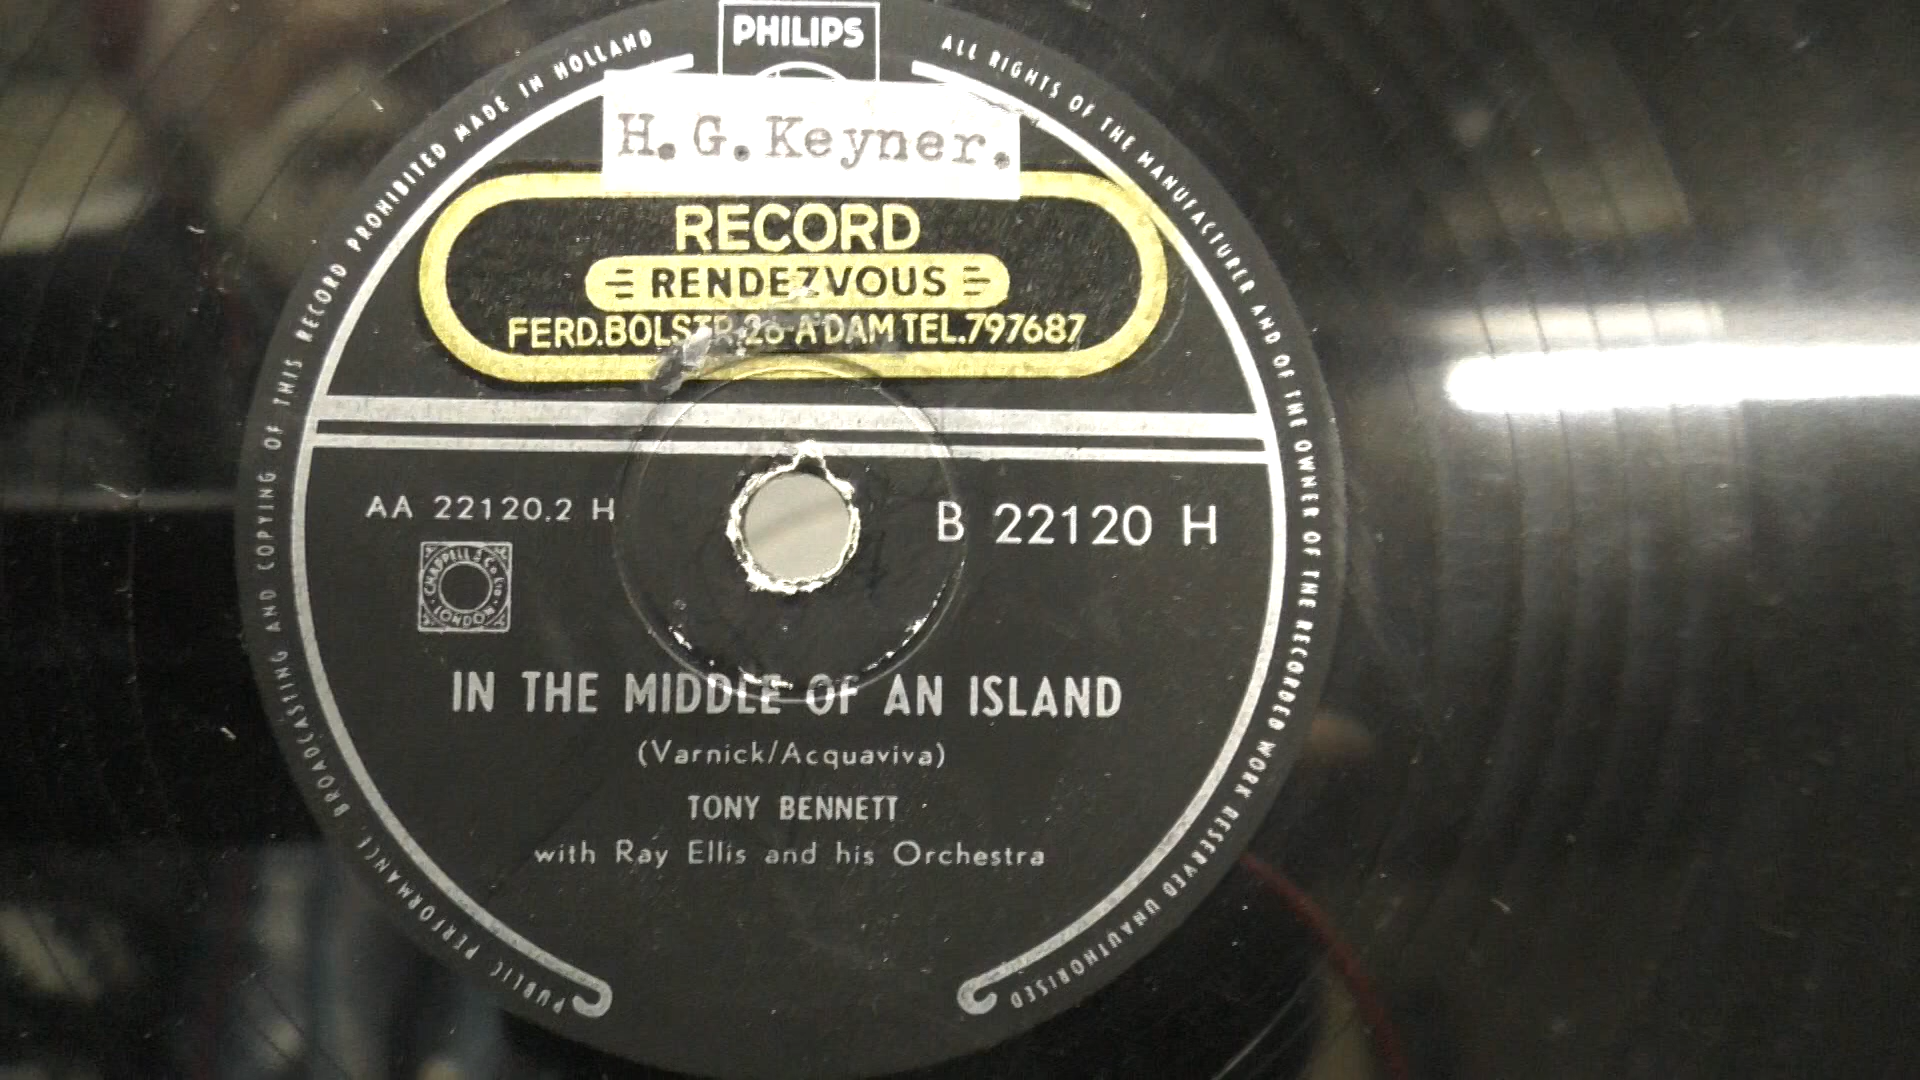 PHILIPS
H.G.Keyner.
RECORD
RENDEZVOUS
FERD.BOLSTR.26-A'DAM TEL.797687
AA 22120.2 H
B 22120 H
CHAPPELL & Co LTD
LONDON
IN THE MIDDLE OF AN ISLAND
(Varnick/Acquaviva)
TONY BENNETT
with Ray Ellis and his Orchestra
ALL RIGHTS OF THE MANUFACTURER AND OF THE OWNER OF THE RECORDED WORK RESERVED UNAUTHORISED
PUBLIC PERFORMANCE, BROADCASTING AND COPYING OF THIS RECORD PROHIBITED MADE IN HOLLAND